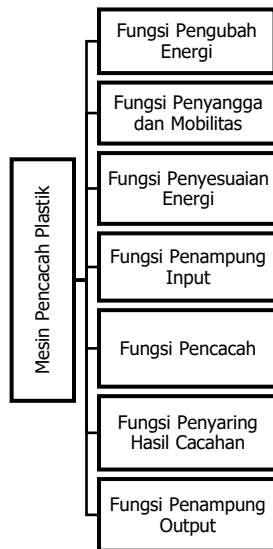 Mesin Pencacah Plastik
Fungsi Pengubah
Energi
Fungsi Penyangga
dan Mobilitas
Fungsi Penyesuaian
Energi
Fungsi Penampung
Input
Fungsi Pencacah
Fungsi Penyaring
Hasil Cacahan
Fungsi Penampung
Output